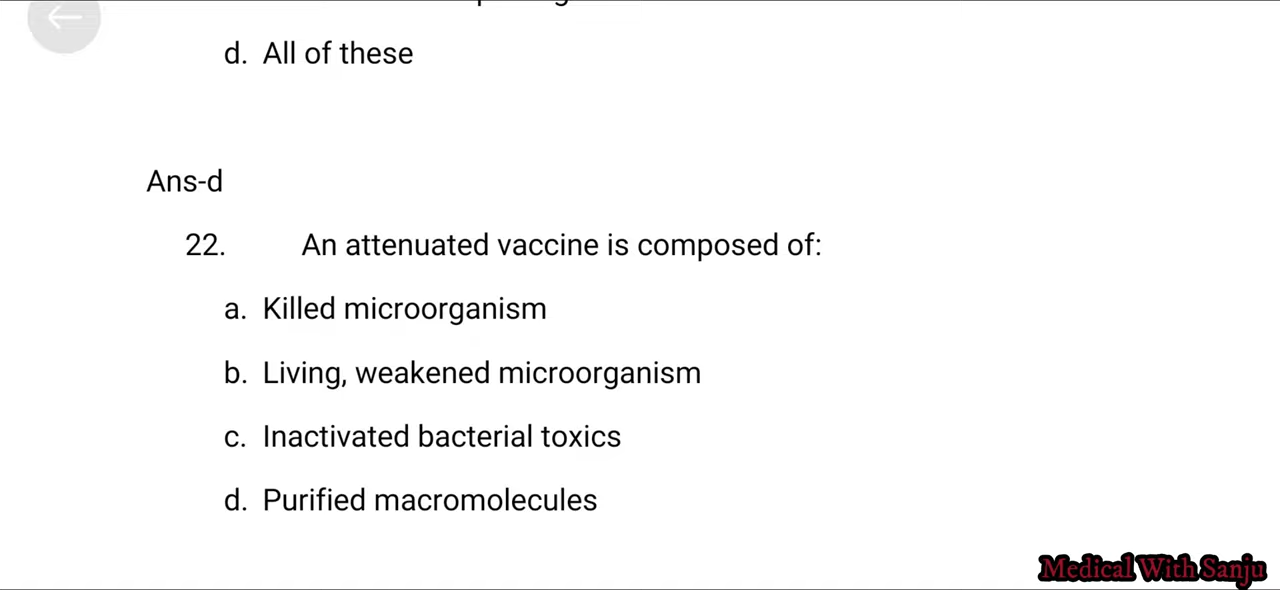 d. All of these
Ans-d
22. An attenuated vaccine is composed of:
a. Killed microorganism
b. Living, weakened microorganism
c. Inactivated bacterial toxics
d. Purified macromolecules
Medical With Sanju